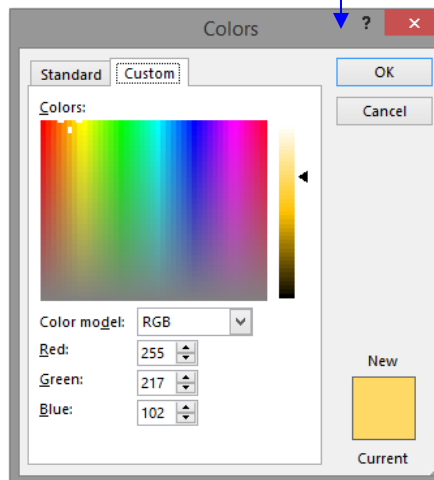 Colors ? ×
Standard Custom OK
Colors: Cancel
Color model: RGB
Red: 255
Green: 217 New
Blue: 102
Current